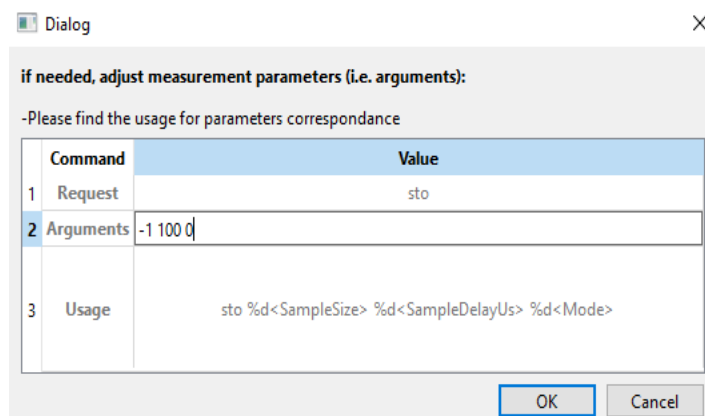 Dialog
if needed, adjust measurement parameters (i.e. arguments):
-Please find the usage for parameters correspondance
Command Value
1 Request sto
2 Arguments -1 100 0
3 Usage sto %d<SampleSize> %d<SampleDelayUs> %d<Mode>
OK Cancel